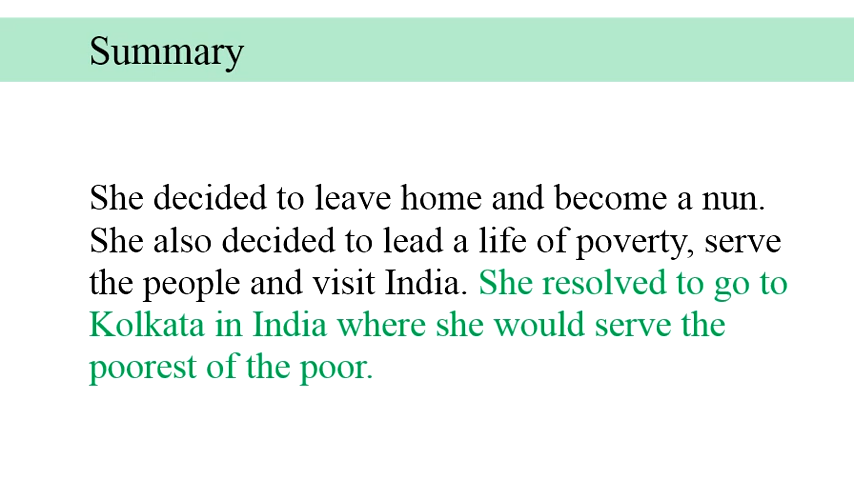 Summary
She decided to leave home and become a nun.
She also decided to lead a life of poverty, serve
the people and visit India. She resolved to go to
Kolkata in India where she would serve the
poorest of the poor.